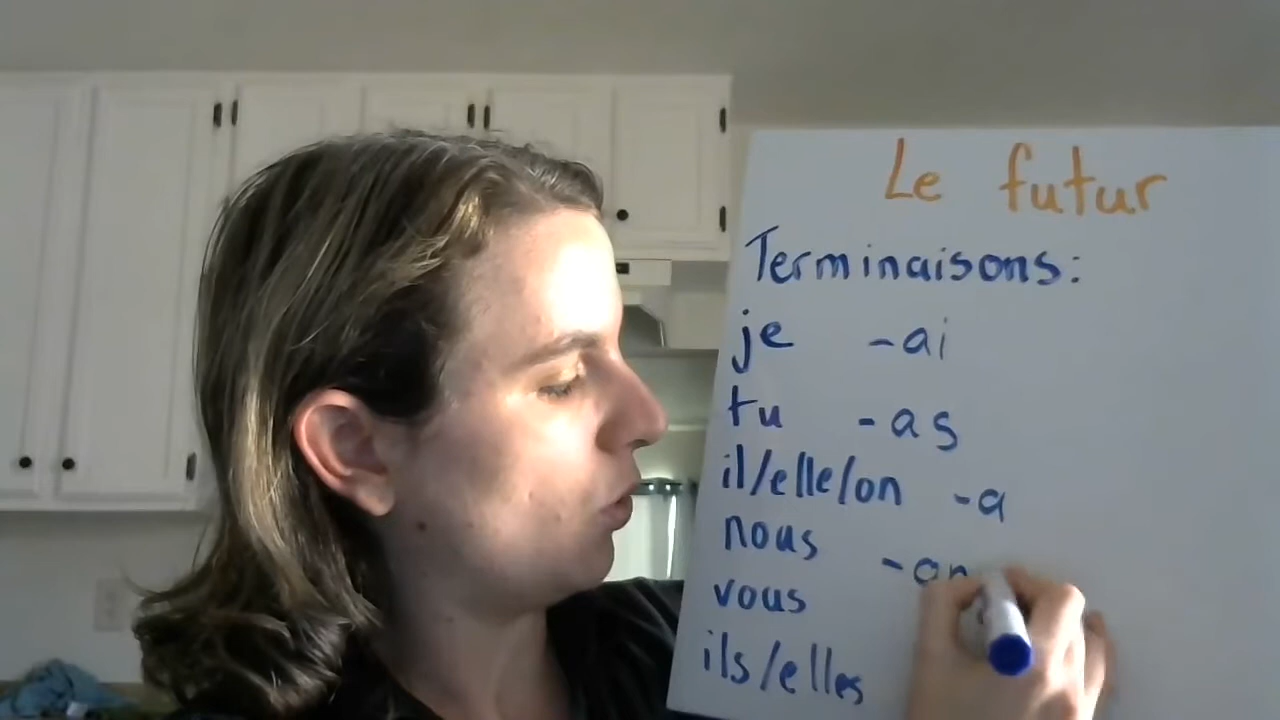 Le futur
Terminaisons:
je -ai
tu -as
il/elle/on -a
nous -on
vous
ils/elles